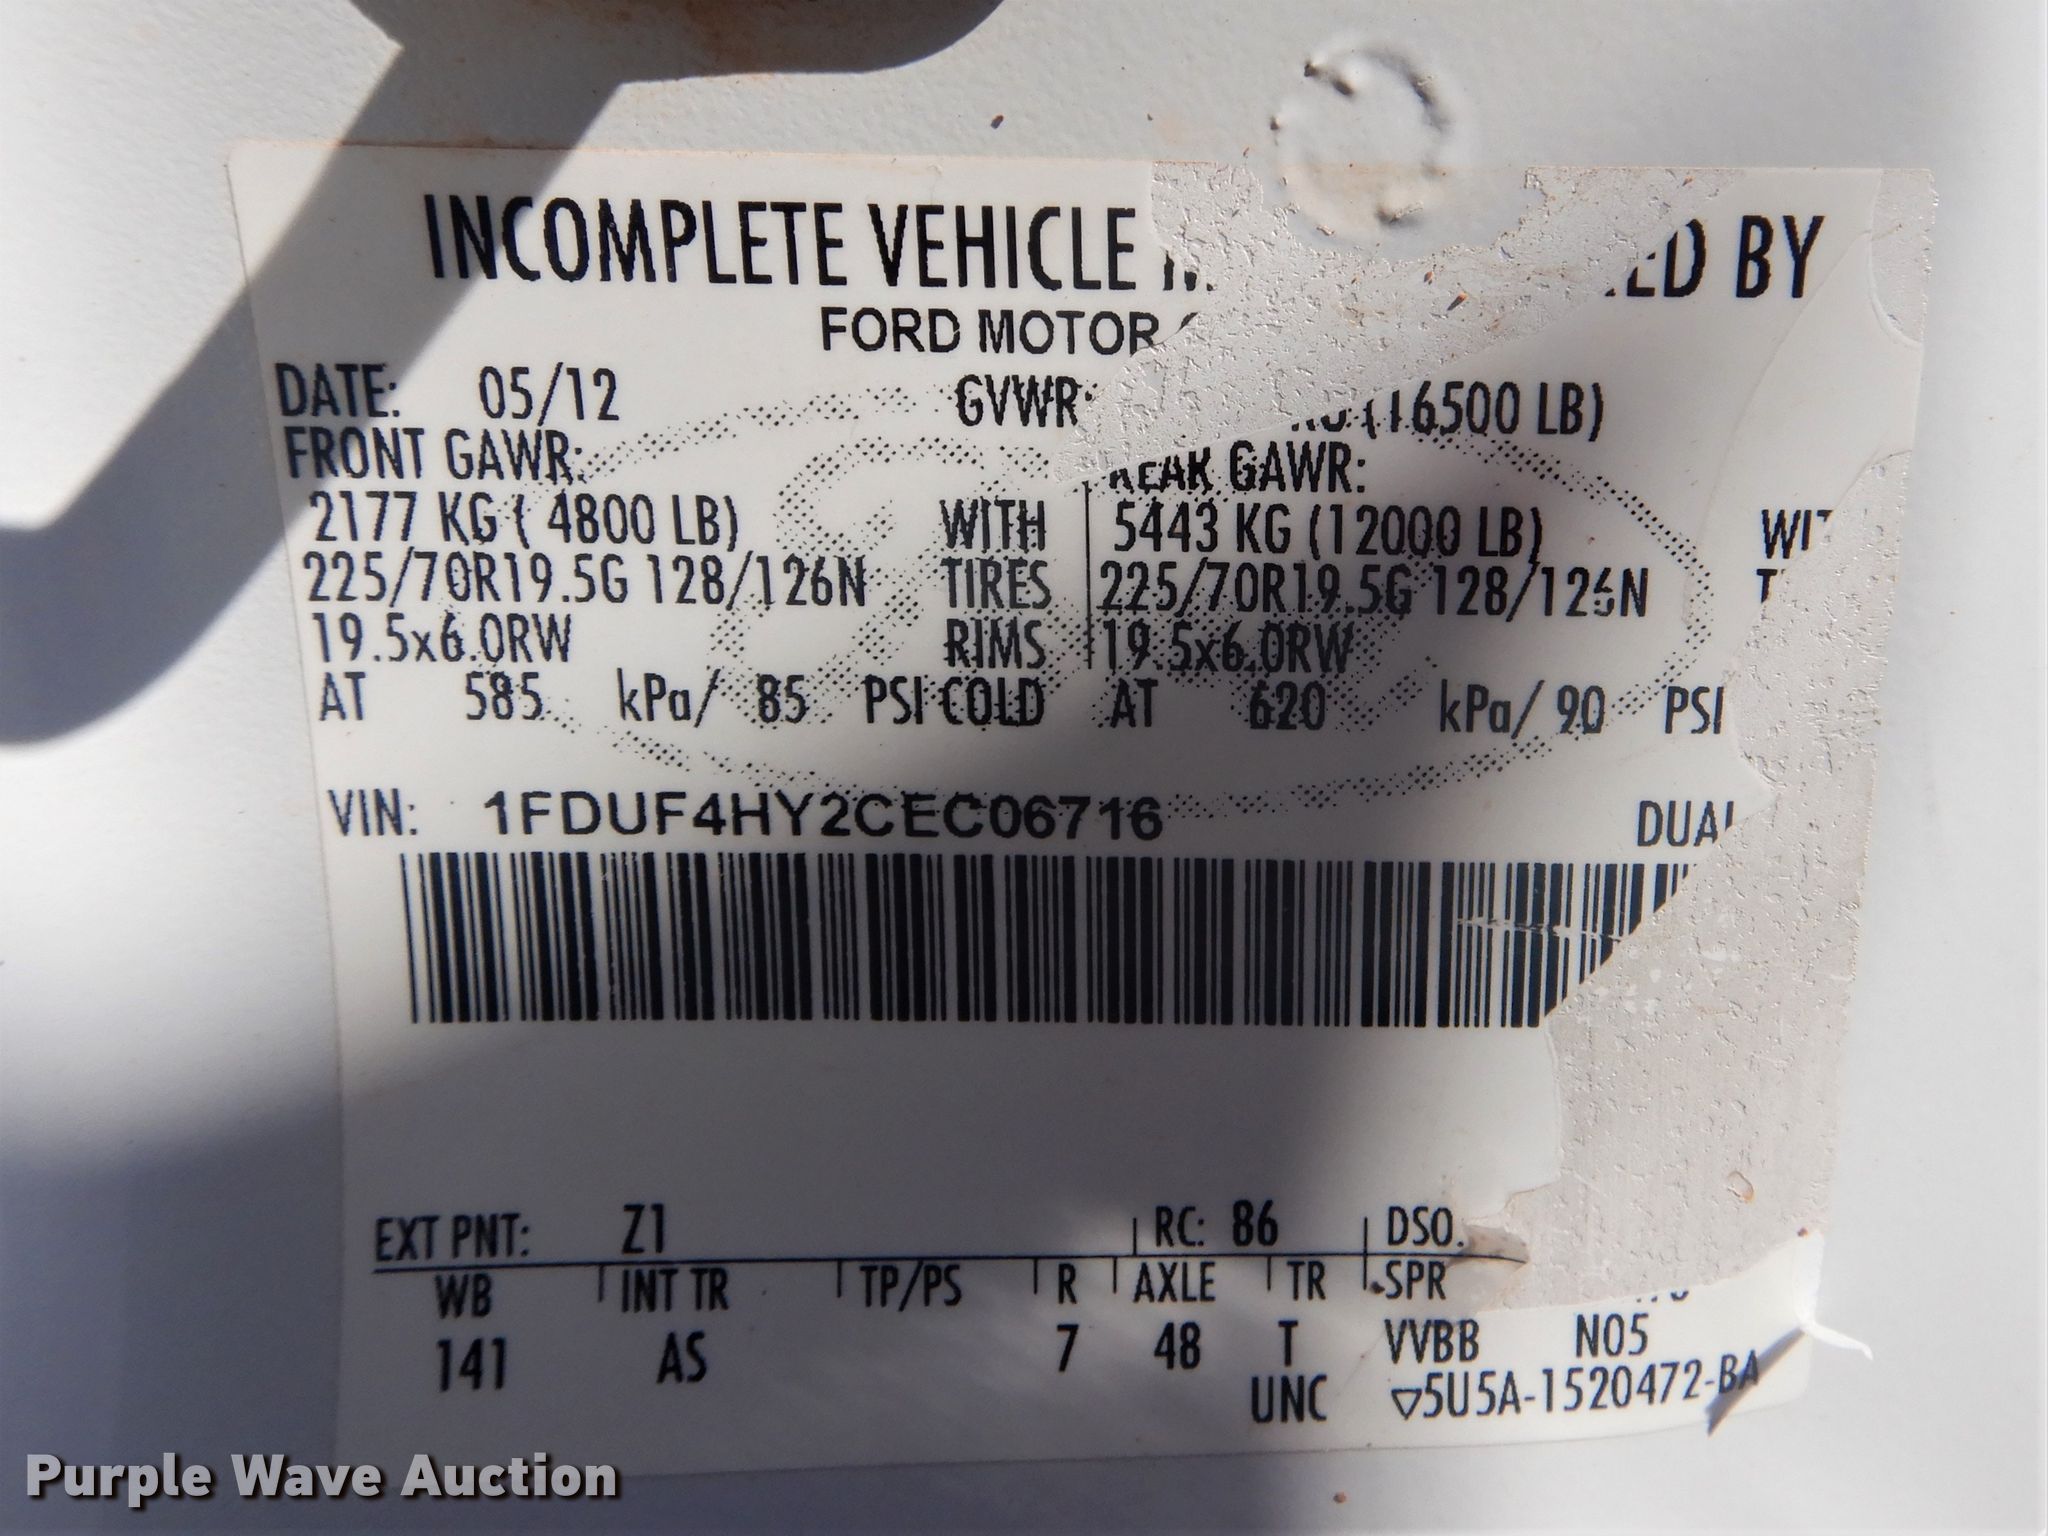 INCOMPLETE VEHICLE BY
FORD MOTOR
DATE: 05/12 GVWR: (16500 LB)
FRONT GAWR: REAR GAWR:
2177 KG ( 4800 LB) WITH 5443 KG (12000 LB)
225/70R19.5G 128/126N TIRES 225/70R19.5G 128/126N
19.5x6.0RW RIMS 19.5x6.0RW
AT 585 kPa/ 85 PSI COLD AT 620 kPa/ 90 PSI
VIN: 1FDUF4HY2CEC06716
EXT PNT: Z1 RC: 86 DSO
WB INT TR TP/PS R AXLE TR SPR
141 AS 7 48 T VVBB N05
UNC ▽5U5A-1520472-BA
Purple Wave Auction